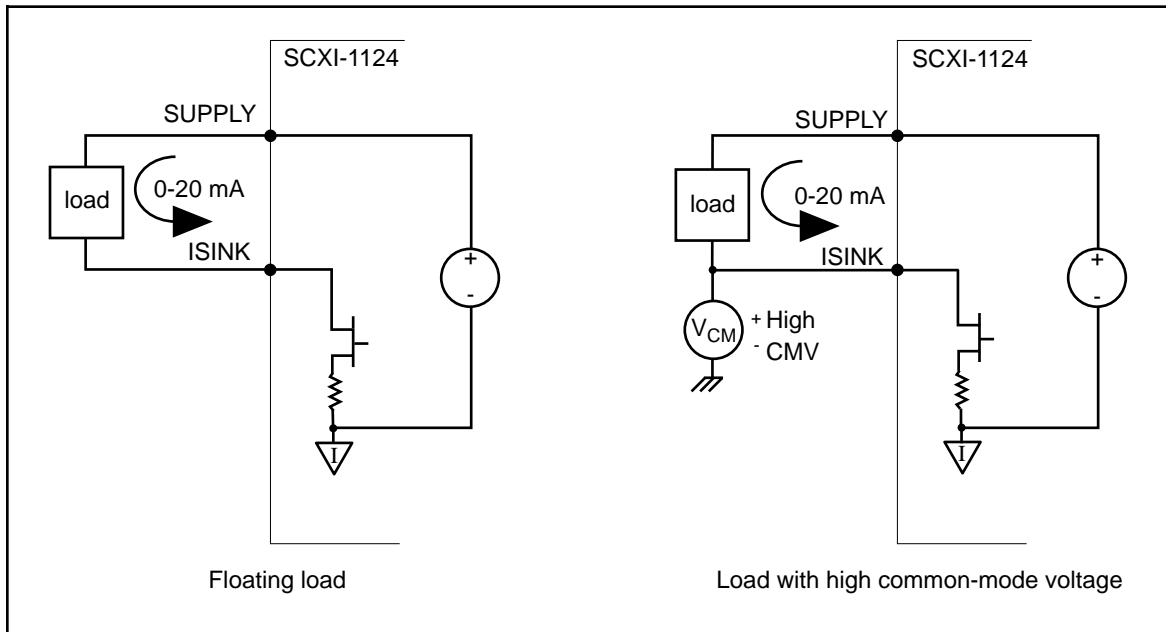 SCXI-1124
SUPPLY
load
0-20 mA
ISINK
+
-
I
Floating load
SCXI-1124
SUPPLY
load
0-20 mA
ISINK
VCM
+ High
- CMV
+
-
I
Load with high common-mode voltage